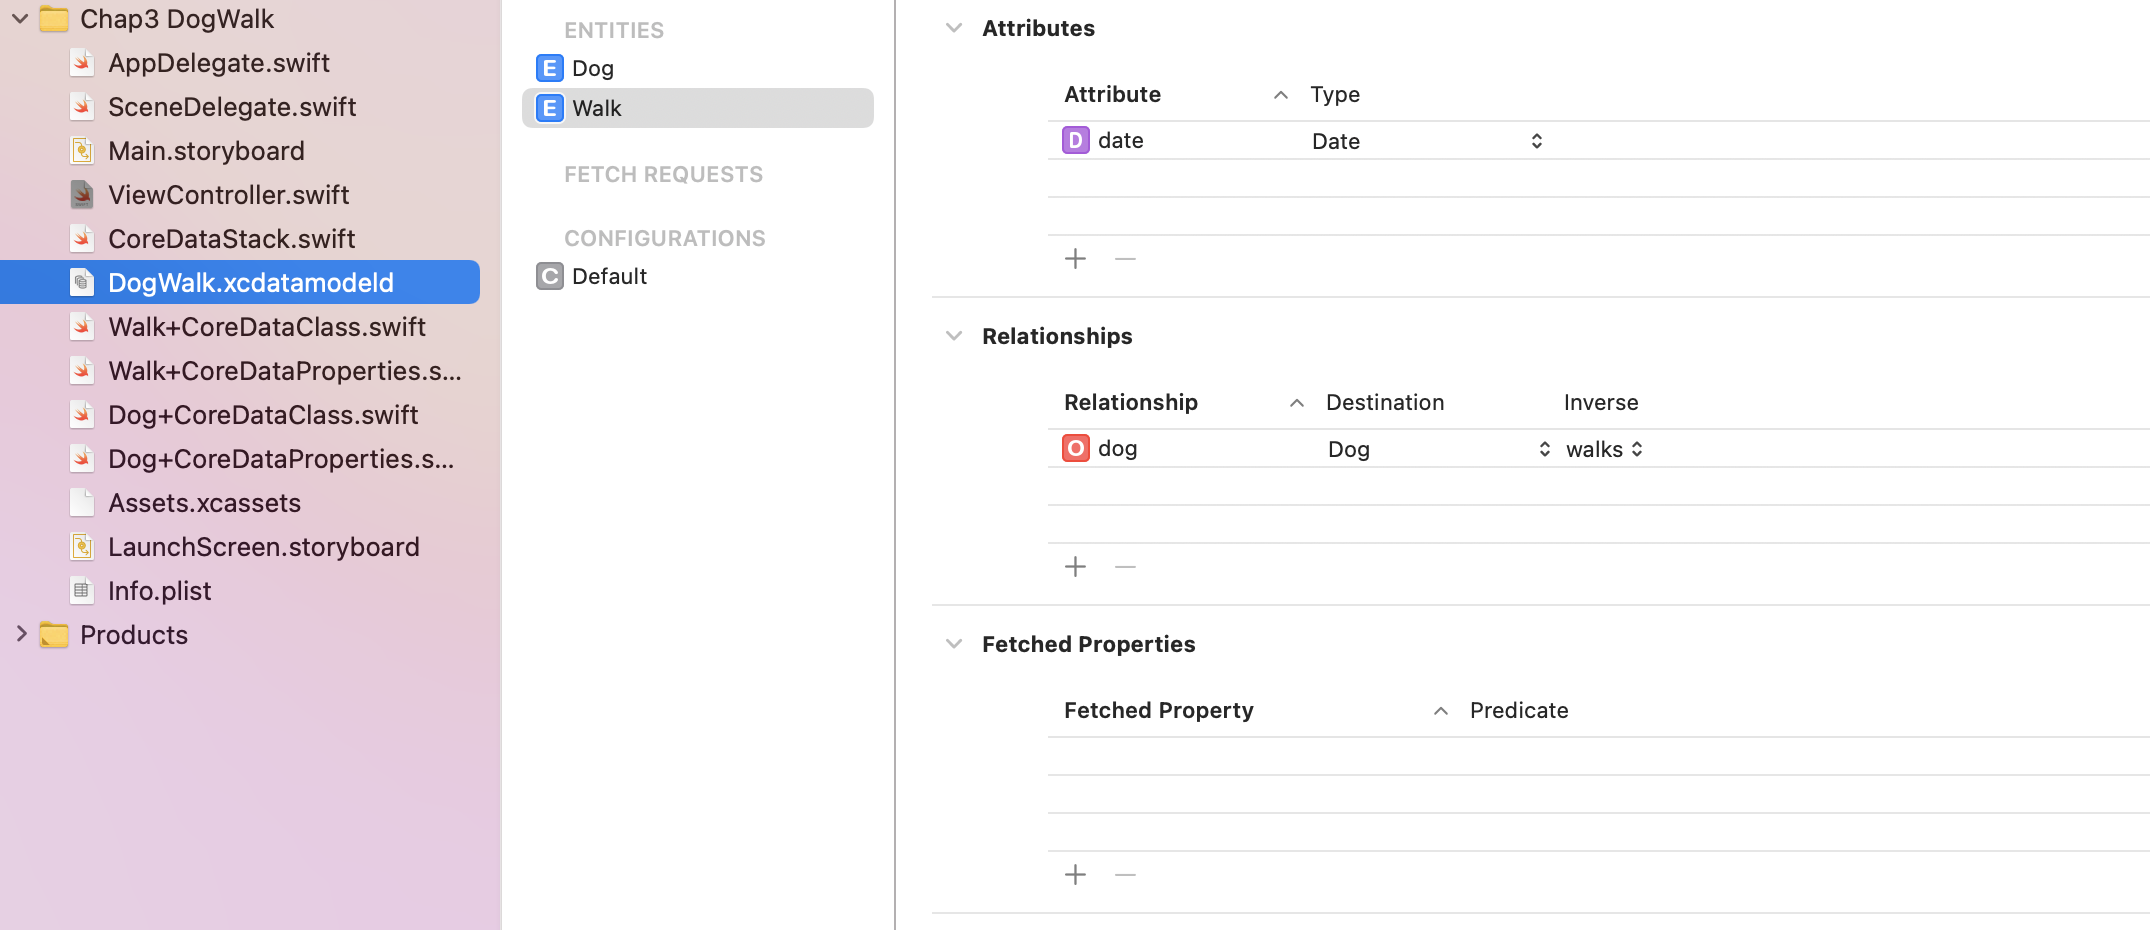 Chap3 DogWalk
AppDelegate.swift
SceneDelegate.swift
Main.storyboard
ViewController.swift
CoreDataStack.swift
DogWalk.xcdatamodeld
Walk+CoreDataClass.swift
Walk+CoreDataProperties.s...
Dog+CoreDataClass.swift
Dog+CoreDataProperties.s...
Assets.xcassets
LaunchScreen.storyboard
Info.plist
Products
ENTITIES
E Dog
E Walk
FETCH REQUESTS
CONFIGURATIONS
C Default
Attributes
Attribute Type
D date Date
Relationships
Relationship Destination Inverse
O dog Dog walks
Fetched Properties
Fetched Property Predicate